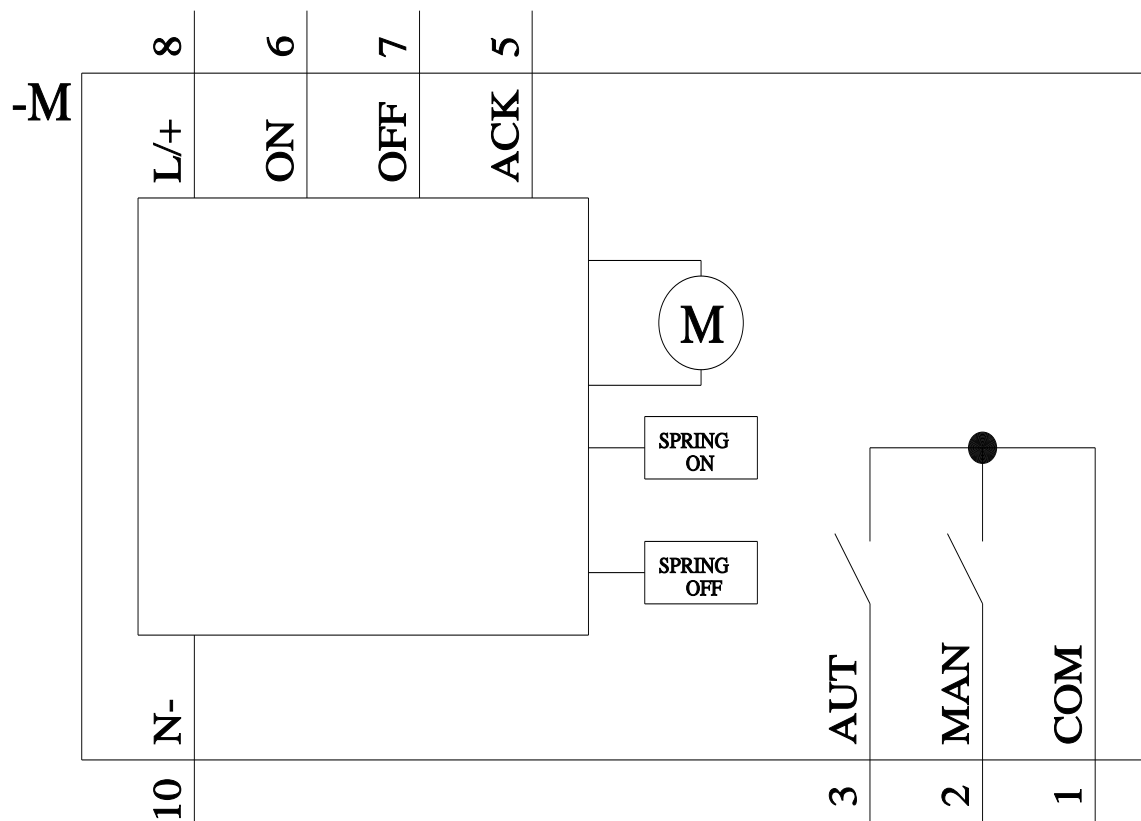 8
6
7
5
-M
L/+
ON
OFF
ACK
M
SPRING
ON
SPRING
OFF
N-
AUT
MAN
COM
10
3
2
1